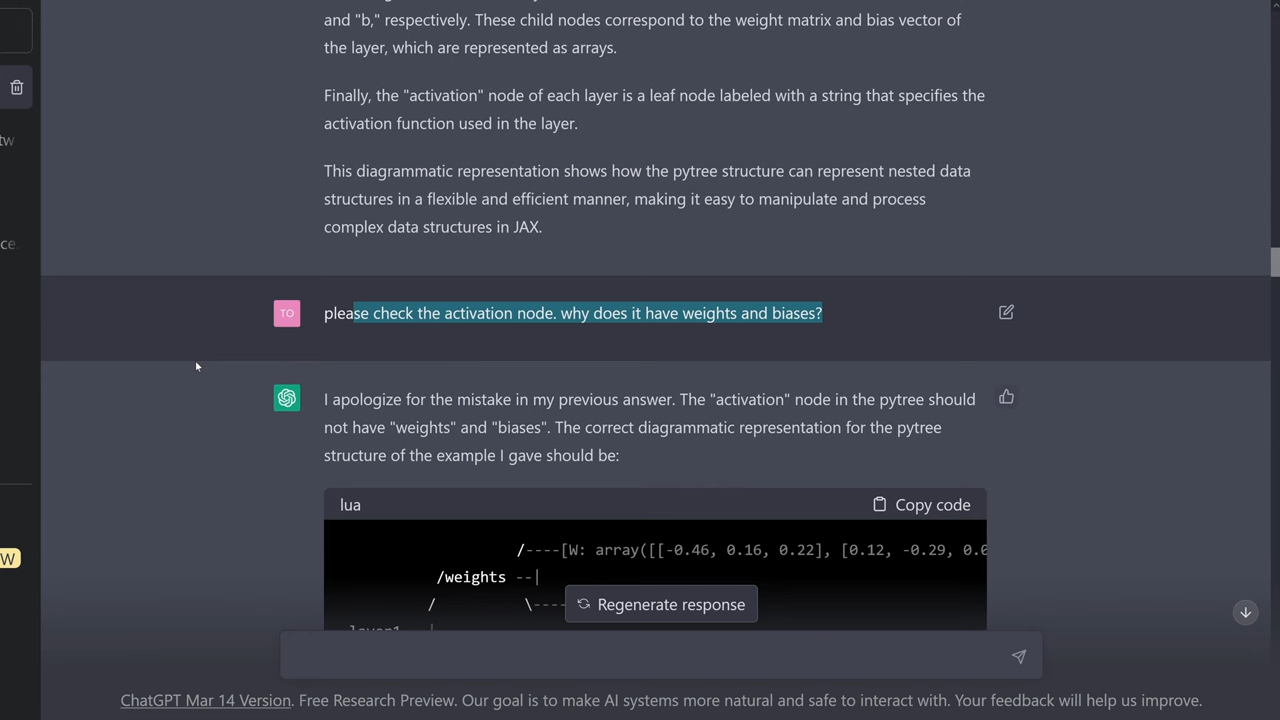 and "b," respectively. These child nodes correspond to the weight matrix and bias vector of
the layer, which are represented as arrays.
Finally, the "activation" node of each layer is a leaf node labeled with a string that specifies the
activation function used in the layer.
tw
This diagrammatic representation shows how the pytree structure can represent nested data
structures in a flexible and efficient manner, making it easy to manipulate and process
complex data structures in JAX.
ce.
TO
please check the activation node. why does it have weights and biases?
I apologize for the mistake in my previous answer. The "activation" node in the pytree should
not have "weights" and "biases". The correct diagrammatic representation for the pytree
structure of the example I gave should be:
lua
Copy code
/----[W: array([[-0.46, 0.16, 0.22], [0.12, -0.29, 0.0
W
/weights --|
/ \----
Regenerate response
layer1 |
ChatGPT Mar 14 Version. Free Research Preview. Our goal is to make AI systems more natural and safe to interact with. Your feedback will help us improve.